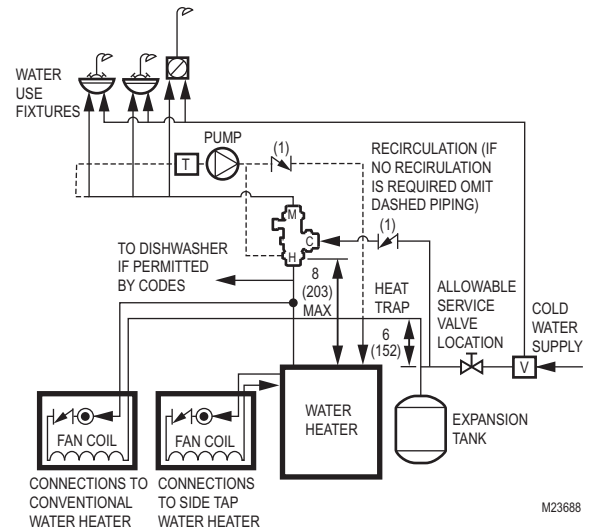 WATER
USE
FIXTURES
PUMP
T
(1)
RECIRCULATION (IF
NO RECIRULATION
IS REQUIRED OMIT
DASHED PIPING)
M
C
H
(1)
TO DISHWASHER
IF PERMITTED
BY CODES
8
(203)
MAX
HEAT
TRAP
6
(152)
ALLOWABLE
SERVICE
VALVE
LOCATION
COLD
WATER
SUPPLY
V
FAN COIL
FAN COIL
WATER
HEATER
EXPANSION
TANK
CONNECTIONS TO
CONVENTIONAL
WATER HEATER
CONNECTIONS
TO SIDE TAP
WATER HEATER
M23688